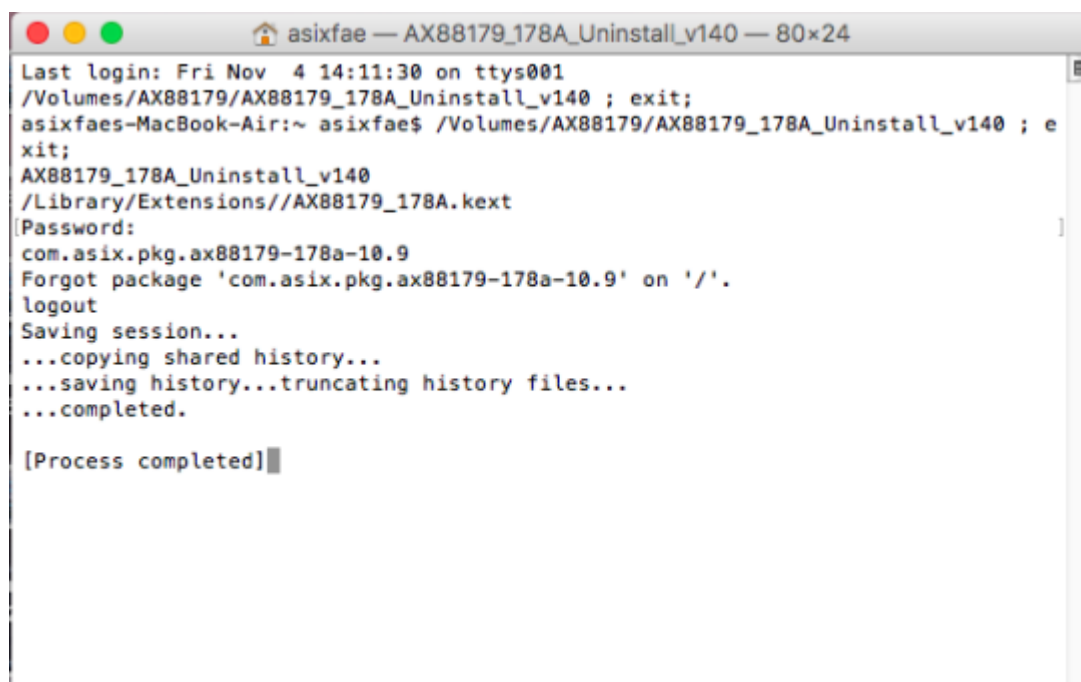 asixfae — AX88179_178A_Uninstall_v140 — 80×24
Last login: Fri Nov  4 14:11:30 on ttys001
/Volumes/AX88179/AX88179_178A_Uninstall_v140 ; exit;
asixfaes-MacBook-Air:~ asixfae$ /Volumes/AX88179/AX88179_178A_Uninstall_v140 ; e
xit;
AX88179_178A_Uninstall_v140
/Library/Extensions//AX88179_178A.kext
[Password: ]
com.asix.pkg.ax88179-178a-10.9
Forgot package 'com.asix.pkg.ax88179-178a-10.9' on '/'.
logout
Saving session...
...copying shared history...
...saving history...truncating history files...
...completed.

[Process completed]